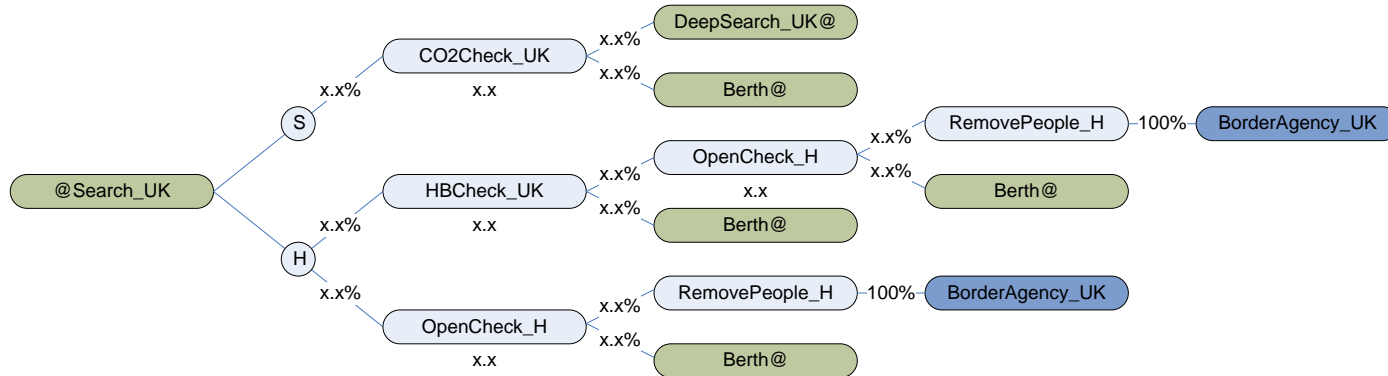 DeepSearch_UK@
x.x%
CO2Check_UK
x.x%
x.x%
x.x
Berth@
S
x.x%
RemovePeople_H
100%
BorderAgency_UK
x.x%
OpenCheck_H
x.x%
@Search_UK
HBCheck_UK
x.x
Berth@
x.x%
x.x%
x.x
Berth@
H
x.x%
RemovePeople_H
100%
BorderAgency_UK
x.x%
OpenCheck_H
x.x%
x.x
Berth@